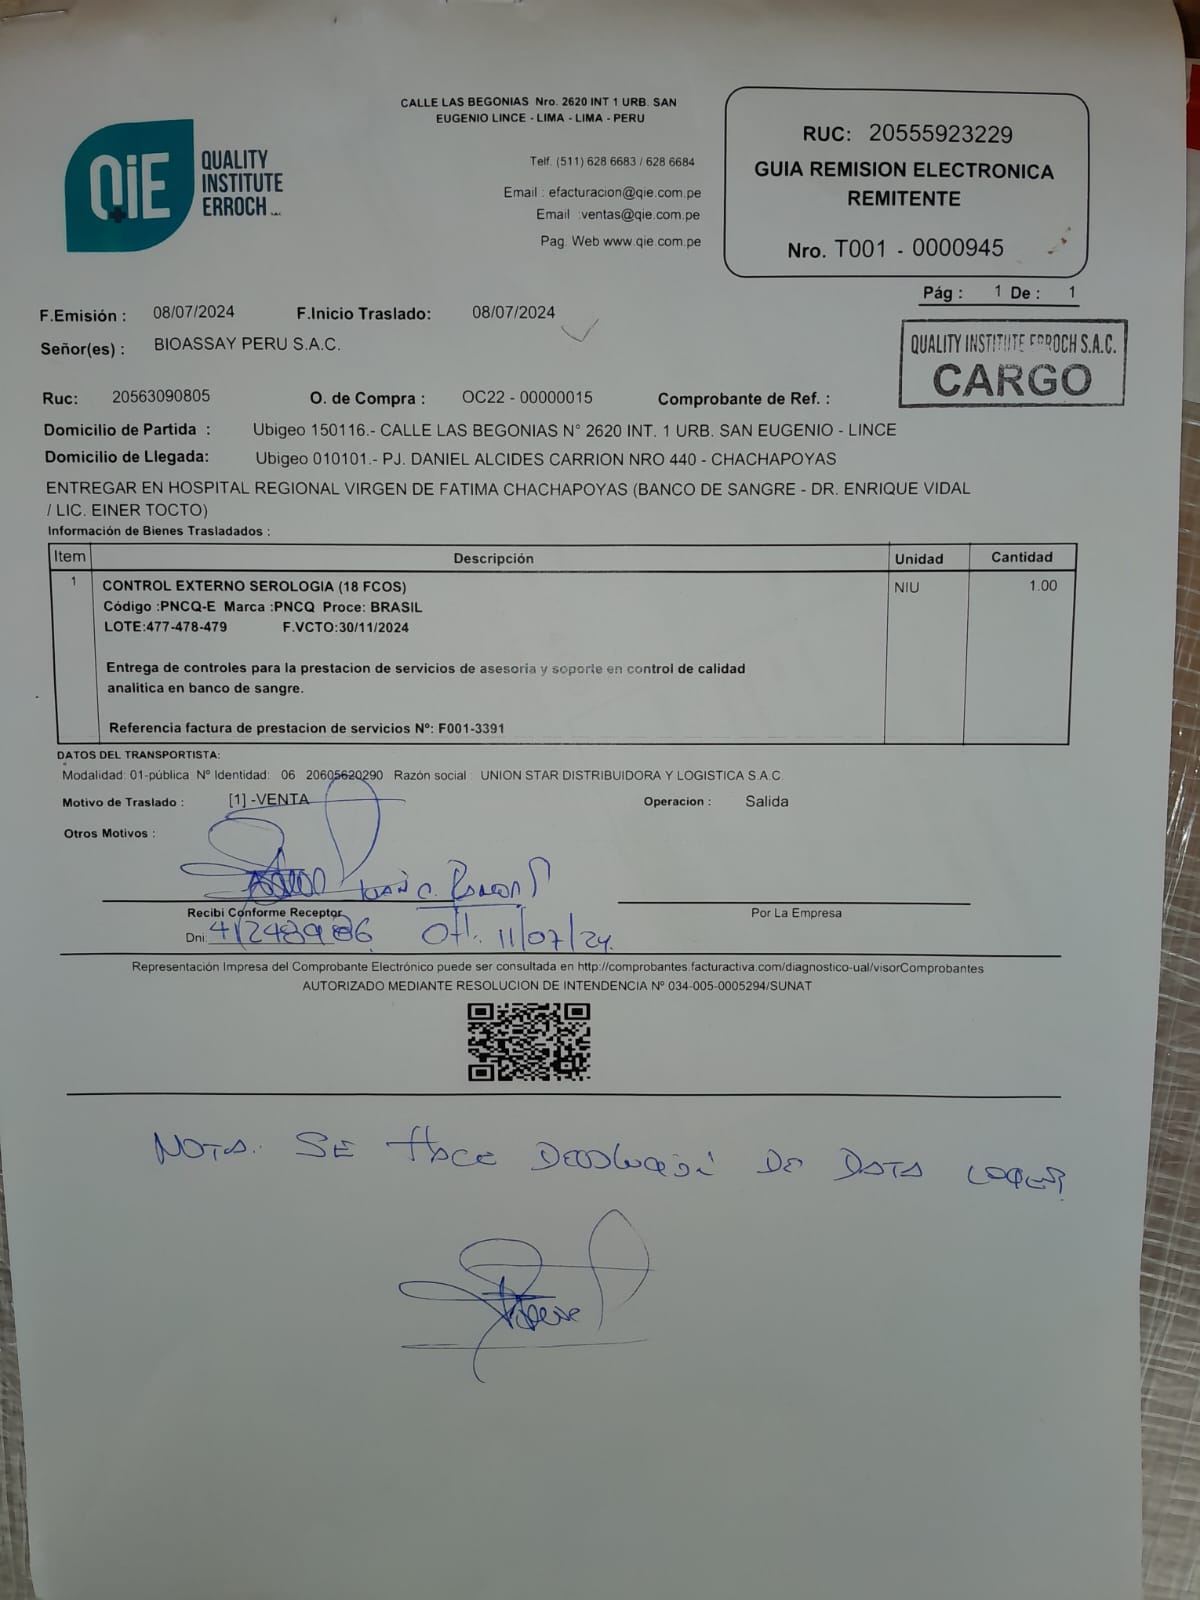 CALLE LAS BEGONIAS Nro. 2620 INT 1 URB. SAN
EUGENIO LINCE - LIMA - LIMA - PERU
QiE QUALITY
INSTITUTE
ERROCH
Telf. (511) 628 6683 / 628 6684
Email : efacturacion@qie.com.pe
Email :ventas@qie.com.pe
Pag. Web www.qie.com.pe
RUC: 20555923229
GUIA REMISION ELECTRONICA
REMITENTE
Nro. T001 - 0000945
Pág : 1 De : 1
F.Emisión : 08/07/2024 F.Inicio Traslado: 08/07/2024
Señor(es) : BIOASSAY PERU S.A.C.
QUALITY INSTITUTE ERROCH S.A.C.
CARGO
Ruc: 20563090805 O. de Compra : OC22 - 00000015 Comprobante de Ref. :
Domicilio de Partida : Ubigeo 150116.- CALLE LAS BEGONIAS N° 2620 INT. 1 URB. SAN EUGENIO - LINCE
Domicilio de Llegada: Ubigeo 010101.- PJ. DANIEL ALCIDES CARRION NRO 440 - CHACHAPOYAS
ENTREGAR EN HOSPITAL REGIONAL VIRGEN DE FATIMA CHACHAPOYAS (BANCO DE SANGRE - DR. ENRIQUE VIDAL
/ LIC. EINER TOCTO)
Información de Bienes Trasladados :
Item Descripción Unidad Cantidad
1 CONTROL EXTERNO SEROLOGIA (18 FCOS) NIU 1.00
Código :PNCQ-E Marca :PNCQ Proce: BRASIL
LOTE:477-478-479 F.VCTO:30/11/2024
Entrega de controles para la prestacion de servicios de asesoria y soporte en control de calidad
analitica en banco de sangre.
Referencia factura de prestacion de servicios Nº: F001-3391
DATOS DEL TRANSPORTISTA:
Modalidad: 01-pública Nº Identidad: 06 20605620290 Razón social : UNION STAR DISTRIBUIDORA Y LOGISTICA S.A.C.
Motivo de Traslado : [1] -VENTA Operacion : Salida
Otros Motivos :
Recibi Conforme Receptor Por La Empresa
Dni: 11/07/24.
Representación Impresa del Comprobante Electrónico puede ser consultada en http://comprobantes.facturactiva.com/diagnostico-ual/visorComprobantes
AUTORIZADO MEDIANTE RESOLUCION DE INTENDENCIA Nº 034-005-0005294/SUNAT
NOTA. SE HACE DEVOLUCIÓN DE DATA LOGER